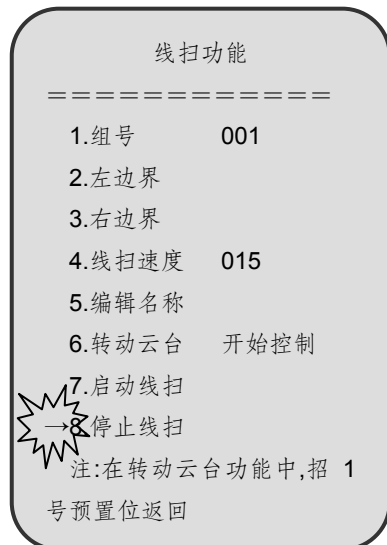 线扫功能
============
1.组号 001
2.左边界
3.右边界
4.线扫速度 015
5.编辑名称
6.转动云台 开始控制
7.启动线扫
→8.停止线扫
注:在转动云台功能中,招 1
号预置位返回